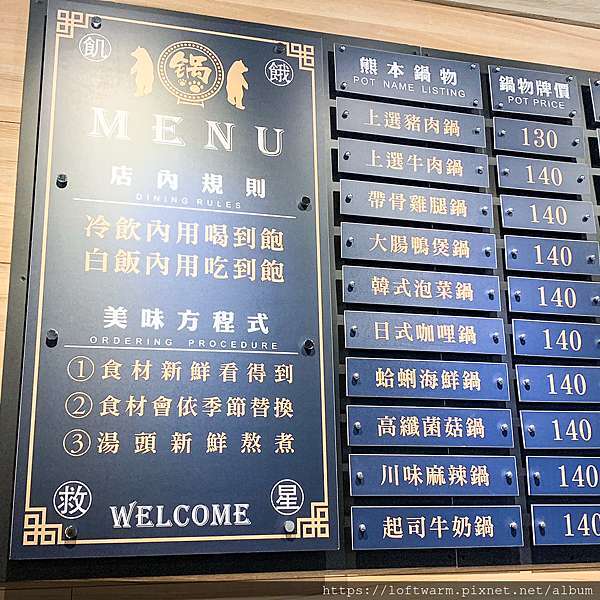 飢 鍋 餓
MENU
店內規則
DINING RULES
冷飲內用喝到飽
白飯內用吃到飽
美味方程式
ORDERING PROCEDURE
①食材新鮮看得到
②食材會依季節替換
③湯頭新鮮熬煮
救 WELCOME 星
熊本鍋物 鍋物牌價
POT NAME LISTING POT PRICE
上選豬肉鍋 130
上選牛肉鍋 140
帶骨雞腿鍋 140
大腸鴨煲鍋 140
韓式泡菜鍋 140
日式咖哩鍋 140
蛤蜊海鮮鍋 140
高纖菌菇鍋 140
川味麻辣鍋 140
起司牛奶鍋 140
https://loftwarm.pixnet.net/album